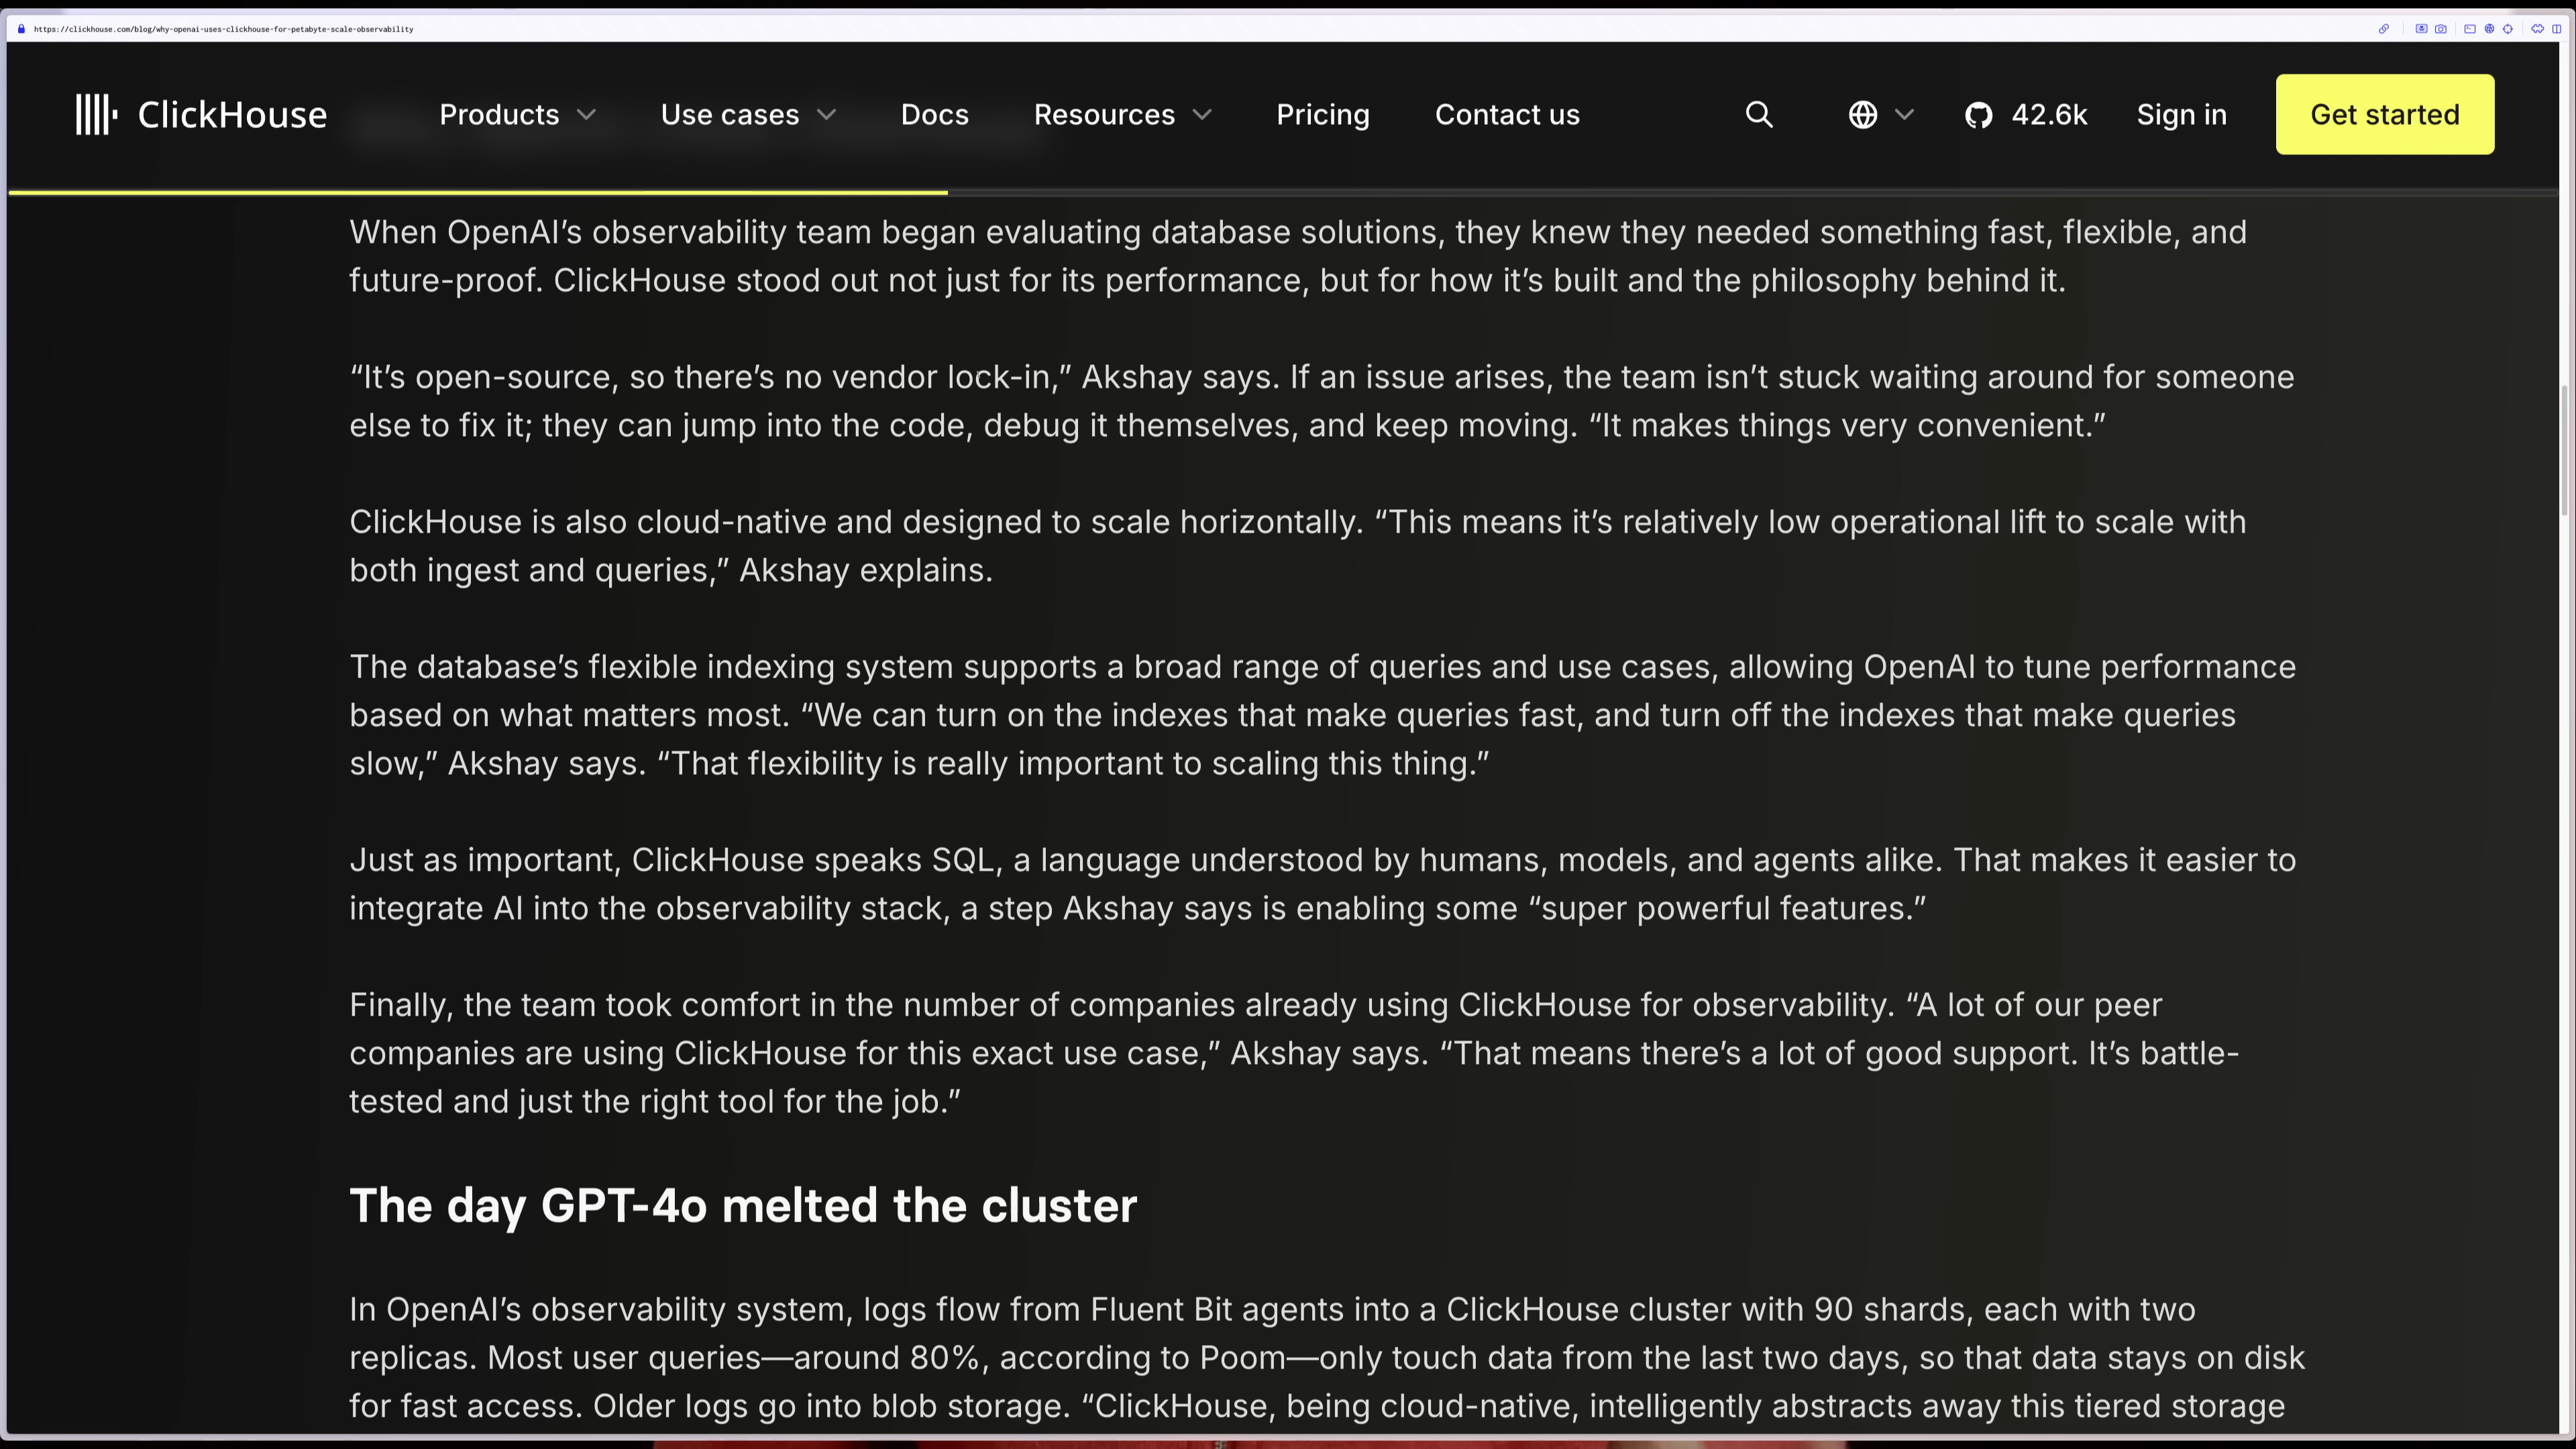 https://clickhouse.com/blog/why-openai-uses-clickhouse-for-petabyte-scale-observability
ClickHouse
Products
Use cases
Docs
Resources
Pricing
Contact us
42.6k
Sign in
Get started
When OpenAI’s observability team began evaluating database solutions, they knew they needed something fast, flexible, and
future-proof. ClickHouse stood out not just for its performance, but for how it’s built and the philosophy behind it.
“It’s open-source, so there’s no vendor lock-in,” Akshay says. If an issue arises, the team isn’t stuck waiting around for someone
else to fix it; they can jump into the code, debug it themselves, and keep moving. “It makes things very convenient.”
ClickHouse is also cloud-native and designed to scale horizontally. “This means it’s relatively low operational lift to scale with
both ingest and queries,” Akshay explains.
The database’s flexible indexing system supports a broad range of queries and use cases, allowing OpenAI to tune performance
based on what matters most. “We can turn on the indexes that make queries fast, and turn off the indexes that make queries
slow,” Akshay says. “That flexibility is really important to scaling this thing.”
Just as important, ClickHouse speaks SQL, a language understood by humans, models, and agents alike. That makes it easier to
integrate AI into the observability stack, a step Akshay says is enabling some “super powerful features.”
Finally, the team took comfort in the number of companies already using ClickHouse for observability. “A lot of our peer
companies are using ClickHouse for this exact use case,” Akshay says. “That means there’s a lot of good support. It’s battle-
tested and just the right tool for the job.”
The day GPT-4o melted the cluster
In OpenAI’s observability system, logs flow from Fluent Bit agents into a ClickHouse cluster with 90 shards, each with two
replicas. Most user queries—around 80%, according to Poom—only touch data from the last two days, so that data stays on disk
for fast access. Older logs go into blob storage. “ClickHouse, being cloud-native, intelligently abstracts away this tiered storage